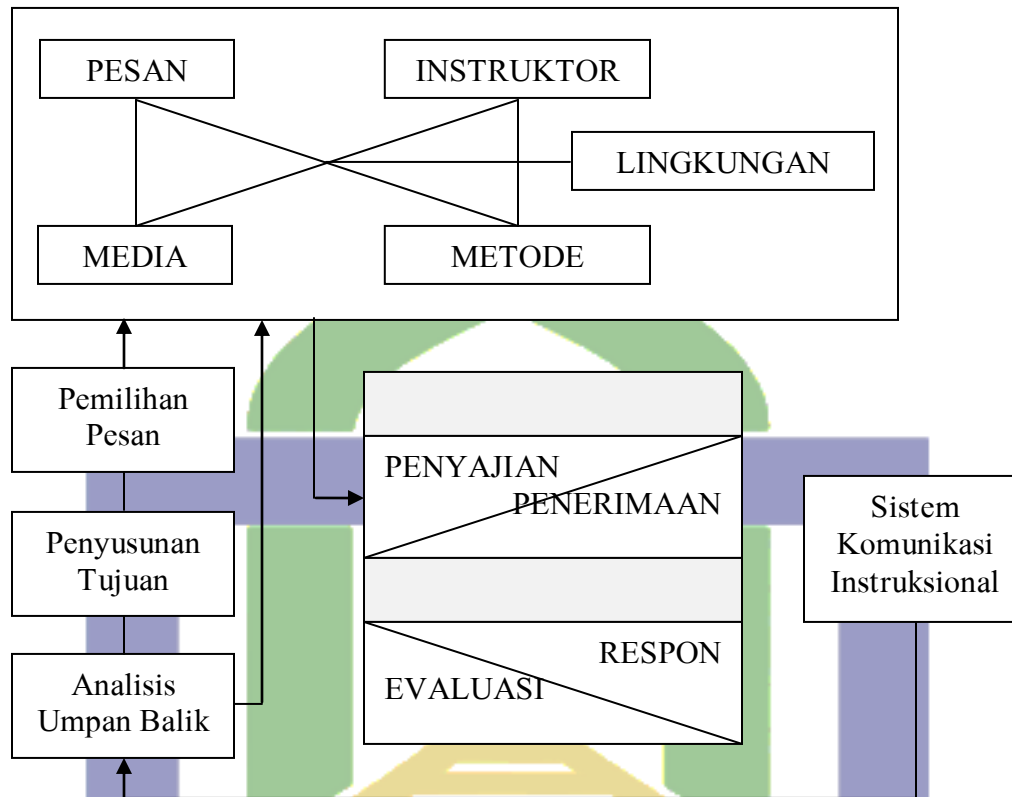 PESAN
INSTRUKTOR
LINGKUNGAN
MEDIA
METODE
Pemilihan
Pesan
PENYAJIAN
PENERIMAAN
Sistem
Komunikasi
Instruksional
Penyusunan
Tujuan
RESPON
EVALUASI
Analisis
Umpan Balik